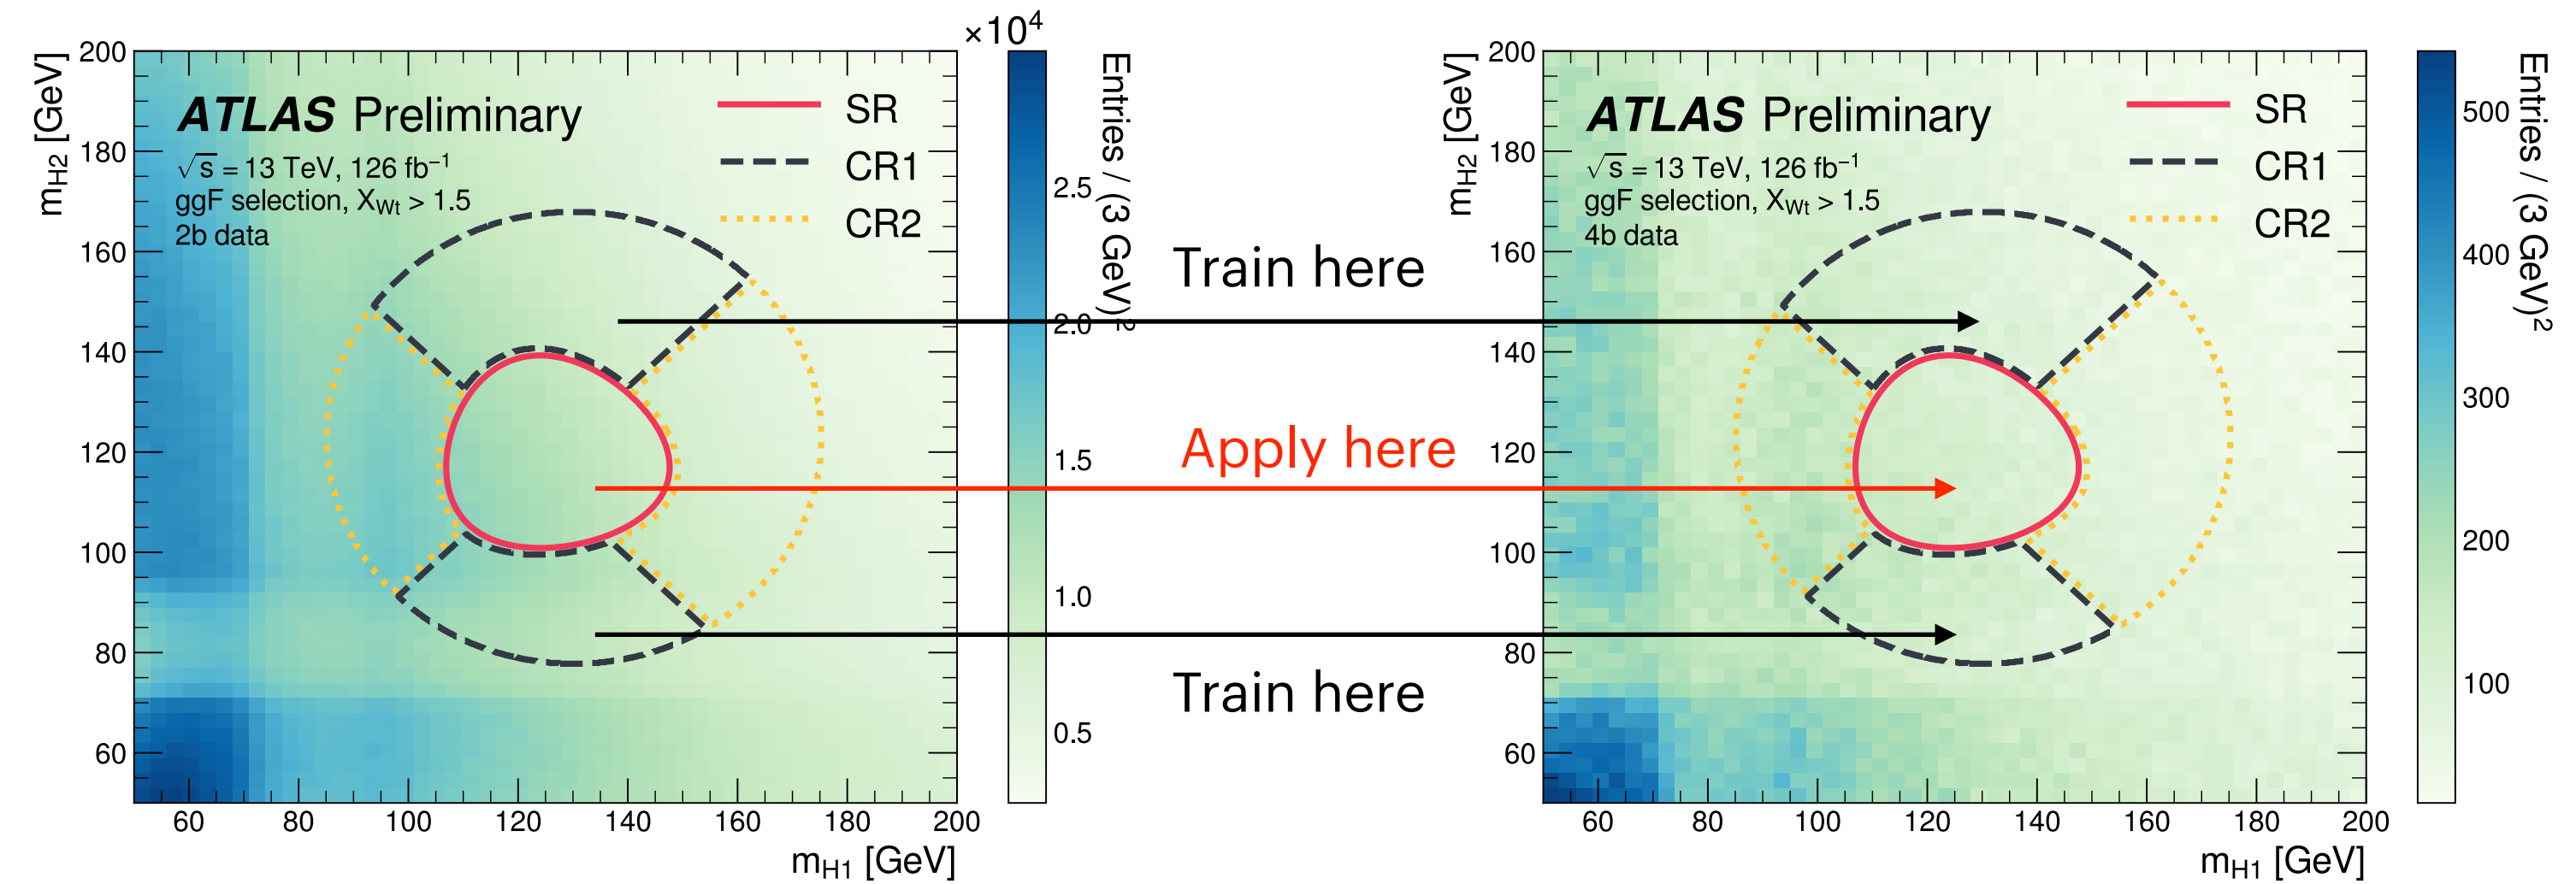 ×10⁴
200
180
160
140
120
100
80
60
m_H2 [GeV]
ATLAS Preliminary
√s = 13 TeV, 126 fb⁻¹
ggF selection, X_Wt > 1.5
2b data
SR
CR1
CR2
60 80 100 120 140 160 180 200
m_H1 [GeV]
2.5
2.0
1.5
1.0
0.5
Entries / (3 GeV)²
Train here
Apply here
Train here
200
180
160
140
120
100
80
60
m_H2 [GeV]
ATLAS Preliminary
√s = 13 TeV, 126 fb⁻¹
ggF selection, X_Wt > 1.5
4b data
SR
CR1
CR2
60 80 100 120 140 160 180 200
m_H1 [GeV]
500
400
300
200
100
Entries / (3 GeV)²